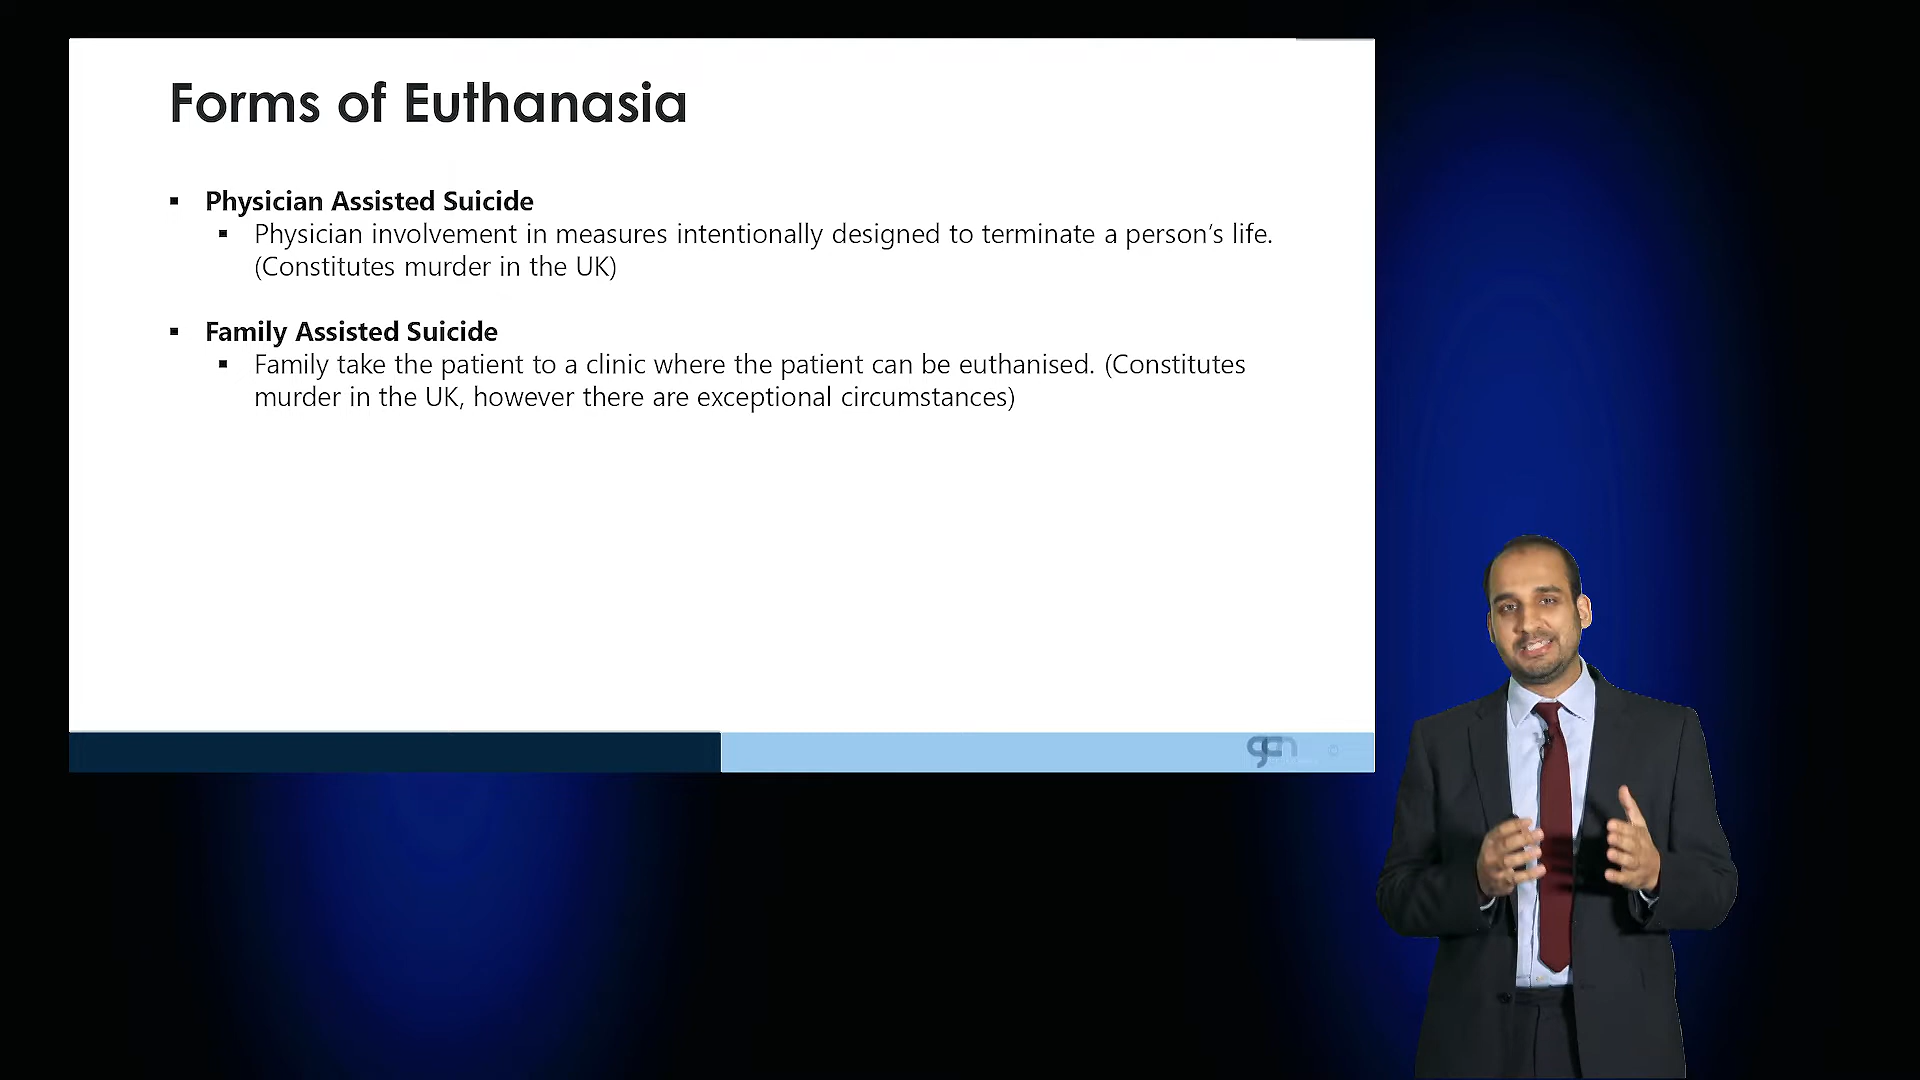 Forms of Euthanasia
▪ Physician Assisted Suicide
▪ Physician involvement in measures intentionally designed to terminate a person’s life.
(Constitutes murder in the UK)
▪ Family Assisted Suicide
▪ Family take the patient to a clinic where the patient can be euthanised. (Constitutes
murder in the UK, however there are exceptional circumstances)
gcn